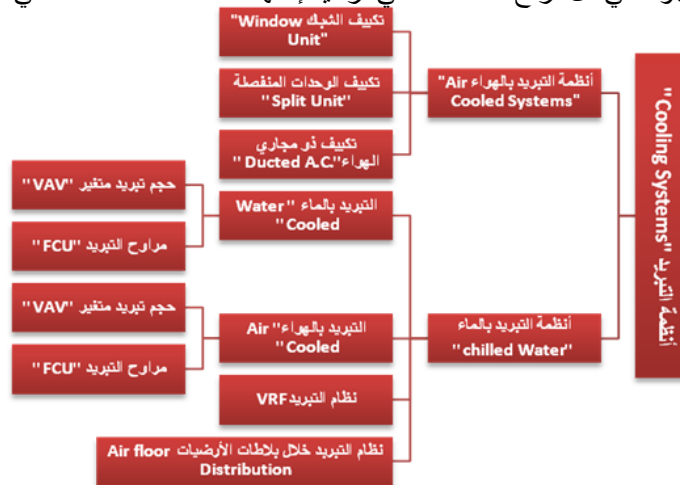 تكييف الشباك "Window
Unit"
تكييف الوحدات المنفصلة
"Split Unit"
تكييف ذو مجاري
الهواء "Ducted A.C."
أنظمة التبريد بالهواء "Air
Cooled Systems"
أنظمة التبريد "Cooling Systems"
التبريد بالماء "Water
Cooled"
حجم تبريد متغير "VAV"
مراوح التبريد "FCU"
التبريد بالهواء "Air
Cooled"
حجم تبريد متغير "VAV"
مراوح التبريد "FCU"
أنظمة التبريد بالماء
"chilled Water"
نظام التبريد VRF
نظام التبريد خلال بلاطات الأرضيات Air floor
Distribution